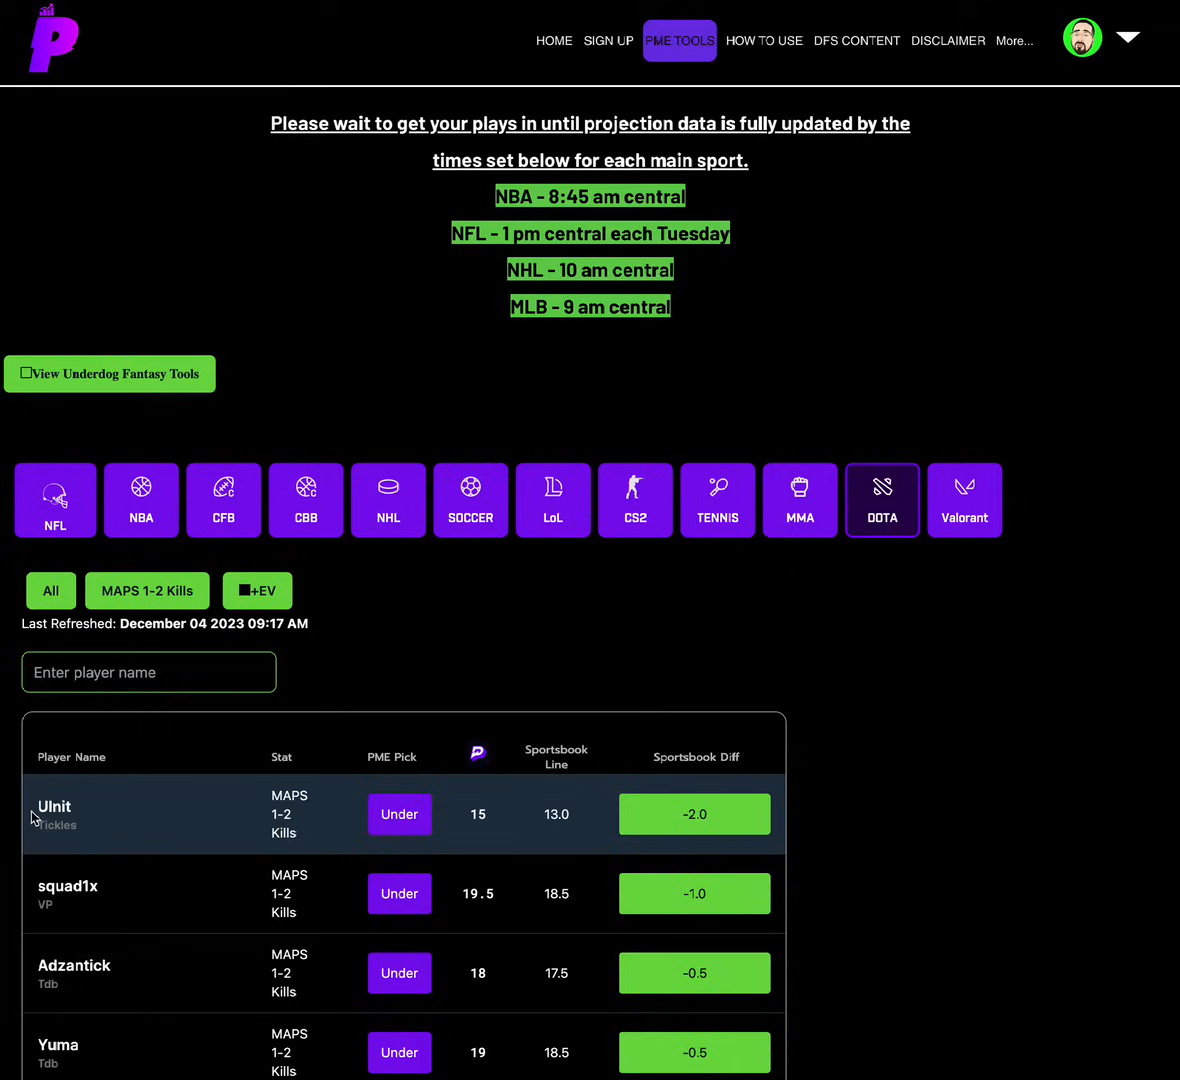 P
HOME SIGN UP PME TOOLS HOW TO USE DFS CONTENT DISCLAIMER More...
Please wait to get your plays in until projection data is fully updated by the
times set below for each main sport.
NBA - 8:45 am central
NFL - 1 pm central each Tuesday
NHL - 10 am central
MLB - 9 am central
View Underdog Fantasy Tools
NFL NBA CFB CBB NHL SOCCER LoL CS2 TENNIS MMA DOTA Valorant
All MAPS 1-2 Kills +EV
Last Refreshed: December 04 2023 09:17 AM
Enter player name
Player Name Stat PME Pick P Sportsbook Line Sportsbook Diff
Ulnit
Tickles
MAPS
1-2
Kills
Under 15 13.0 -2.0
squad1x
VP
MAPS
1-2
Kills
Under 19.5 18.5 -1.0
Adzantick
Tdb
MAPS
1-2
Kills
Under 18 17.5 -0.5
Yuma
Tdb
MAPS
1-2
Kills
Under 19 18.5 -0.5